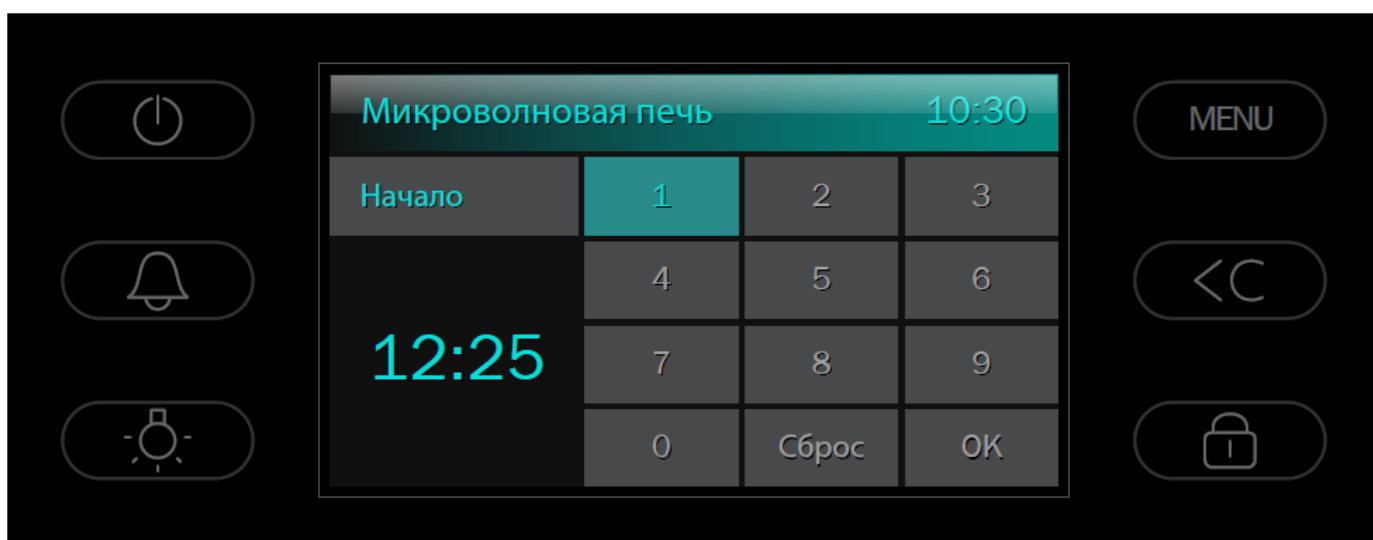 Микроволновая печь 10:30
MENU
Начало 1 2 3
4 5 6
<C
12:25
7 8 9
0 Сброс OK